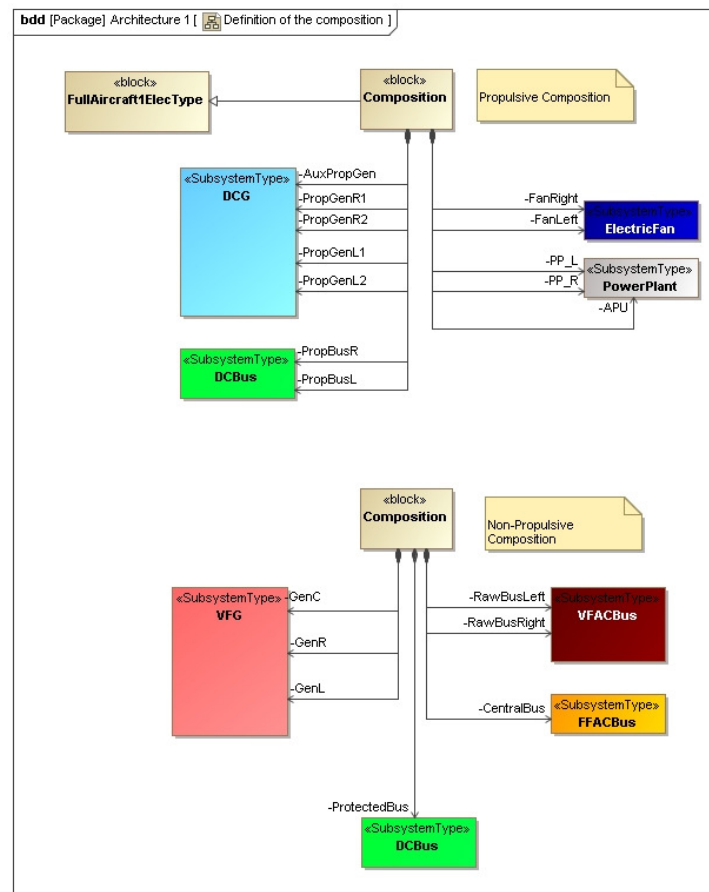 bdd [Package] Architecture 1 [ Definition of the composition ]
«block»
FullAircraft1ElecType
«block»
Composition
Propulsive Composition
«SubsystemType»
DCG
-AuxPropGen
-PropGenR1
-PropGenR2
-PropGenL1
-PropGenL2
-FanRight
-FanLeft
«SubsystemType»
ElectricFan
-PP_L
-PP_R
-APU
«SubsystemType»
PowerPlant
«SubsystemType»
DCBus
-PropBusR
-PropBusL
«block»
Composition
Non-Propulsive
Composition
«SubsystemType»
VFG
-GenC
-GenR
-GenL
-RawBusLeft
-RawBusRight
«SubsystemType»
VFACBus
-CentralBus
«SubsystemType»
FFACBus
-ProtectedBus
«SubsystemType»
DCBus